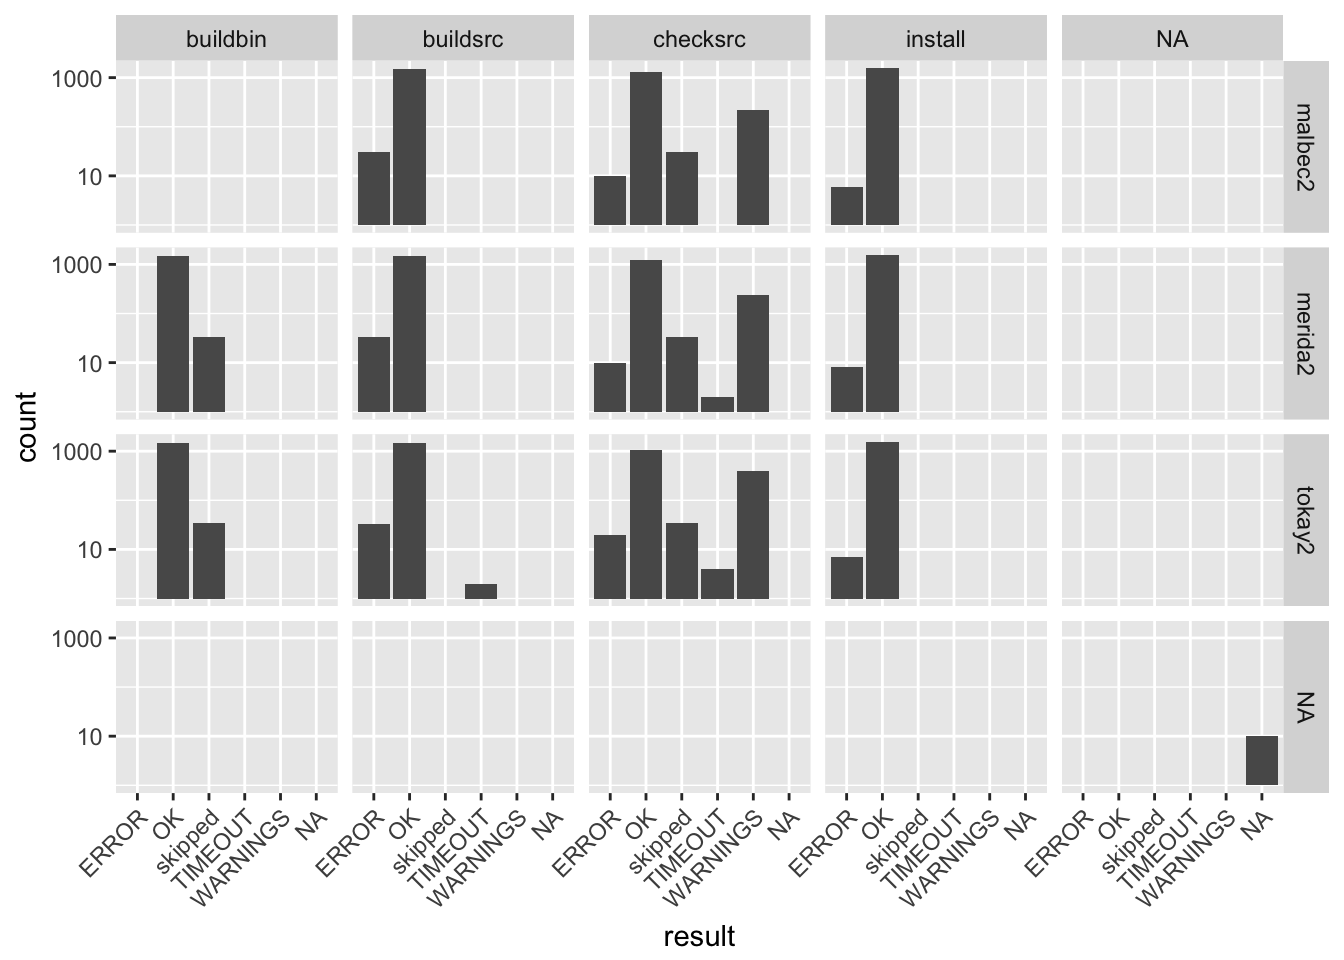 buildbin buildsrc checksrc install NA
1000
10
malbec2
1000
10
merida2
1000
10
tokay2
1000
10
NA
count
ERROR OK skipped TIMEOUT WARNINGS NA ERROR OK skipped TIMEOUT WARNINGS NA ERROR OK skipped TIMEOUT WARNINGS NA ERROR OK skipped TIMEOUT WARNINGS NA ERROR OK skipped TIMEOUT WARNINGS NA
result